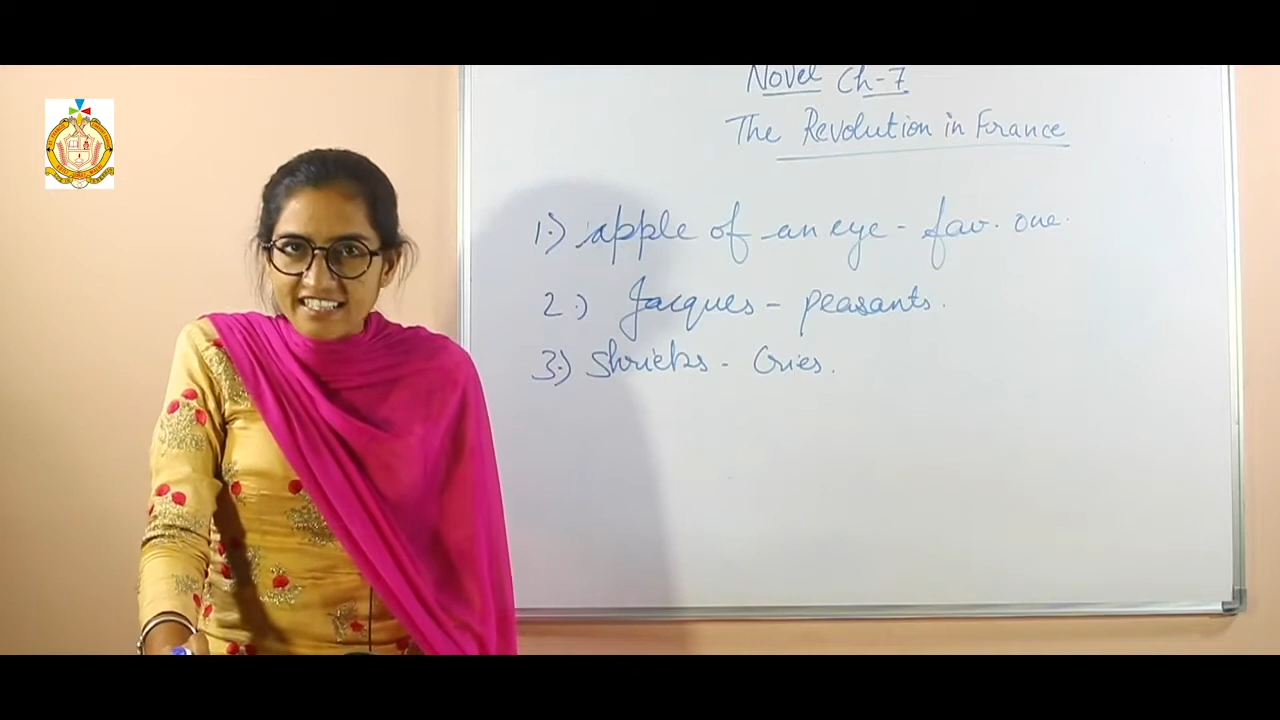 Novel Ch-7
The Revolution in France
1.) apple of an eye - fav. one.
2.) Jacques - peasants.
3.) Shrieks - Cries.